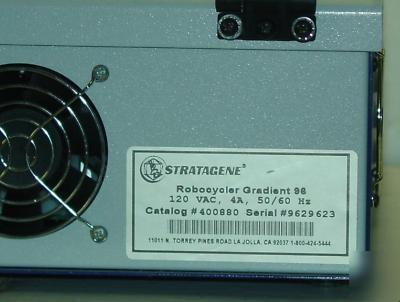 STRATAGENE®
Robocycler Gradient 96
120 VAC, 4A, 50/60 Hz
Catalog #400880 Serial #9629623
11011 N. TORREY PINES ROAD LA JOLLA, CA 92037 1-800-424-5444